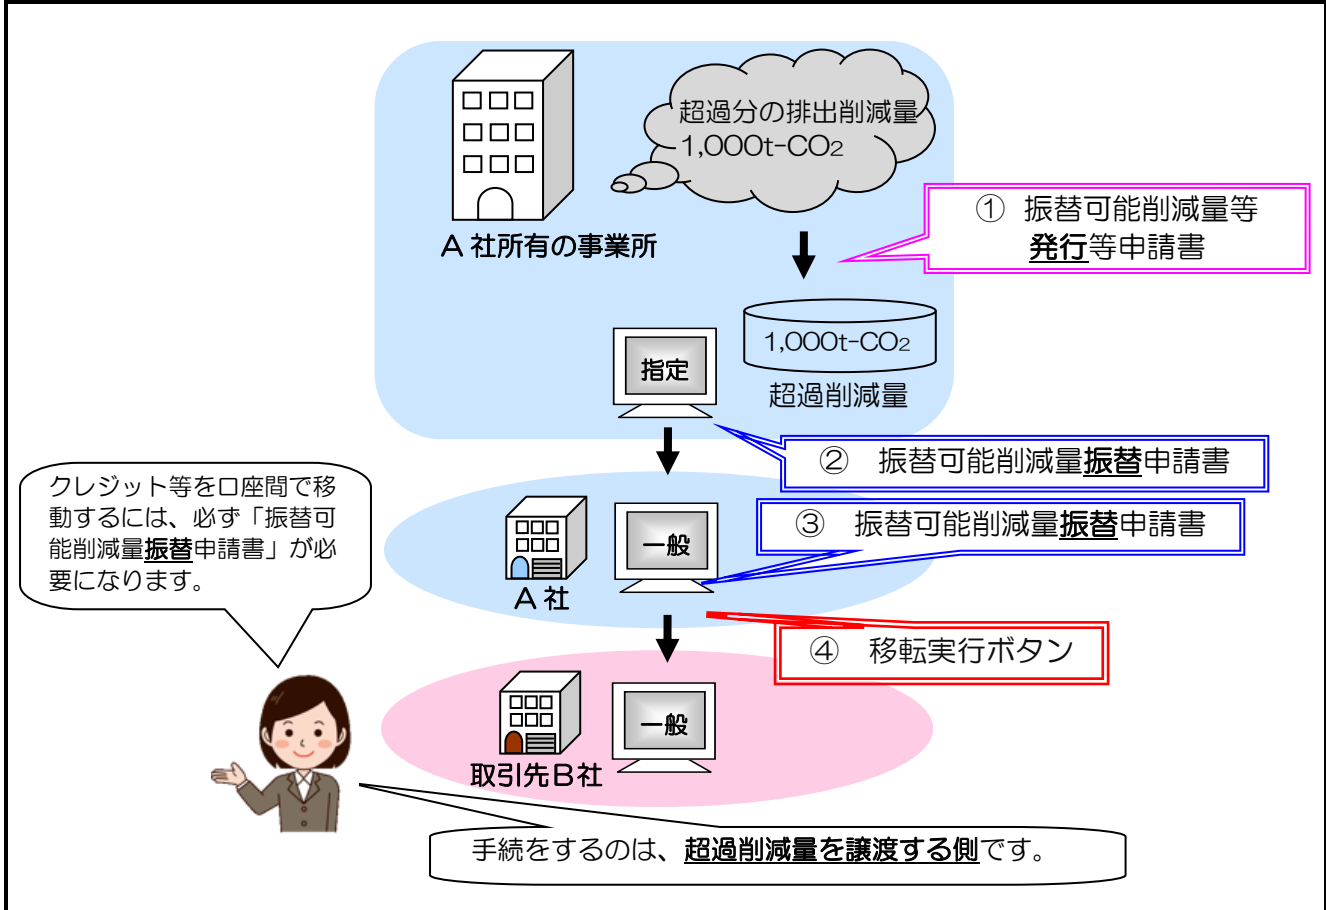 超過分の排出削減量
1,000t-CO2
A 社所有の事業所
① 振替可能削減量等
発行等申請書
1,000t-CO2
指定
超過削減量
② 振替可能削減量振替申請書
クレジット等を口座間で移
動するには、必ず「振替可
能削減量振替申請書」が必
要になります。
③ 振替可能削減量振替申請書
一般
A 社
④ 移転実行ボタン
一般
取引先B社
手続をするのは、超過削減量を譲渡する側です。